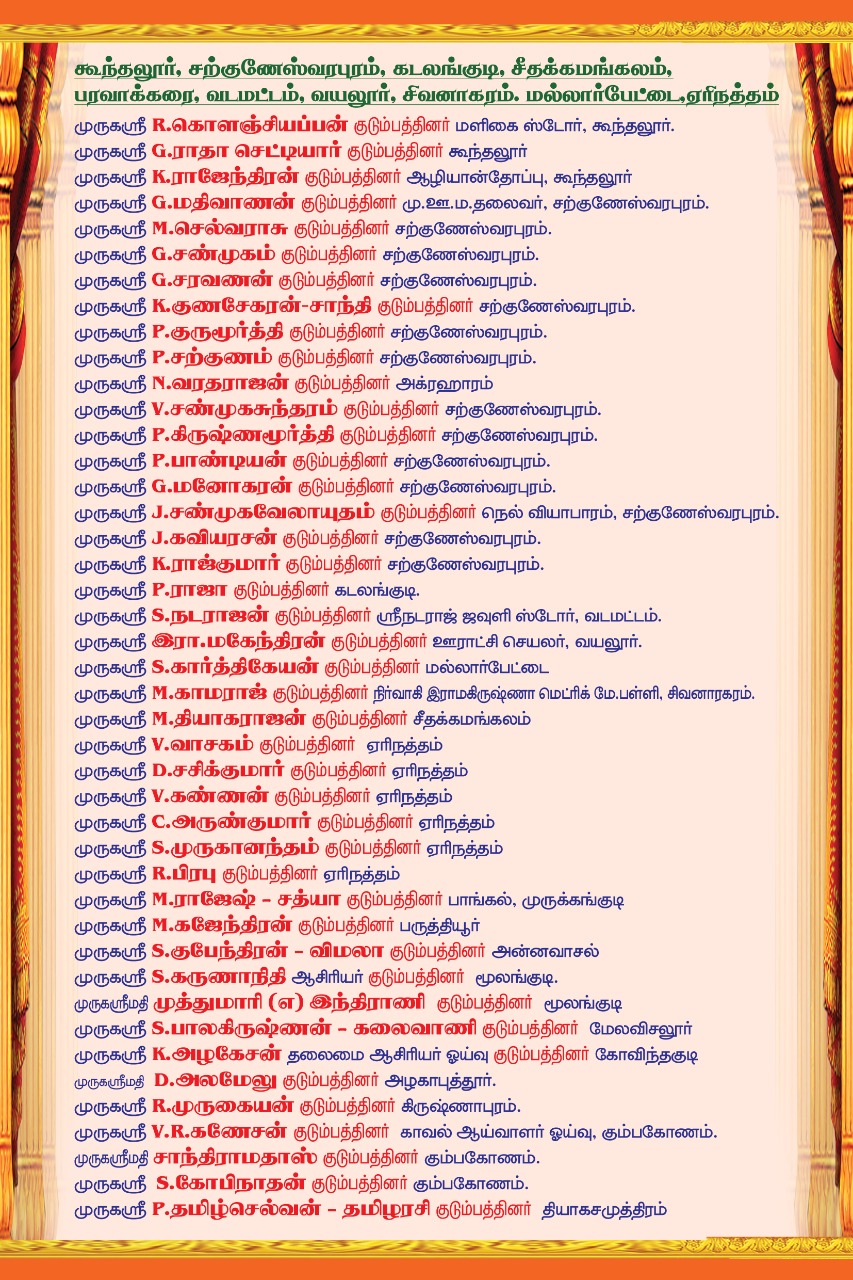 கூந்தலூர், சற்குணேஸ்வரபுரம், கடலங்குடி, சீதக்கமங்கலம்,
பரவாக்கரை, வடமட்டம், வயலூர், சிவனாகரம். மல்லார்பேட்டை,ஏரிநத்தம்
முருகஸ்ரீ R.கொளஞ்சியப்பன் குடும்பத்தினர் மளிகை ஸ்டோர், கூந்தலூர்.
முருகஸ்ரீ G.ராதா செட்டியார் குடும்பத்தினர் கூந்தலூர்
முருகஸ்ரீ K.ராஜேந்திரன் குடும்பத்தினர் ஆழியான்தோப்பு, கூந்தலூர்
முருகஸ்ரீ G.மதிவாணன் குடும்பத்தினர் மு.ஊ.ம.தலைவர், சற்குணேஸ்வரபுரம்.
முருகஸ்ரீ M.செல்வராசு குடும்பத்தினர் சற்குணேஸ்வரபுரம்.
முருகஸ்ரீ G.சண்முகம் குடும்பத்தினர் சற்குணேஸ்வரபுரம்.
முருகஸ்ரீ G.சரவணன் குடும்பத்தினர் சற்குணேஸ்வரபுரம்.
முருகஸ்ரீ K.குணசேகரன்-சாந்தி குடும்பத்தினர் சற்குணேஸ்வரபுரம்.
முருகஸ்ரீ P.குருமூர்த்தி குடும்பத்தினர் சற்குணேஸ்வரபுரம்.
முருகஸ்ரீ P.சற்குணம் குடும்பத்தினர் சற்குணேஸ்வரபுரம்.
முருகஸ்ரீ N.வரதராஜன் குடும்பத்தினர் அக்ரஹாரம்
முருகஸ்ரீ V.சண்முகசுந்தரம் குடும்பத்தினர் சற்குணேஸ்வரபுரம்.
முருகஸ்ரீ P.கிருஷ்ணமூர்த்தி குடும்பத்தினர் சற்குணேஸ்வரபுரம்.
முருகஸ்ரீ P.பாண்டியன் குடும்பத்தினர் சற்குணேஸ்வரபுரம்.
முருகஸ்ரீ G.மனோகரன் குடும்பத்தினர் சற்குணேஸ்வரபுரம்.
முருகஸ்ரீ J.சண்முகவேலாயுதம் குடும்பத்தினர் நெல் வியாபாரம், சற்குணேஸ்வரபுரம்.
முருகஸ்ரீ J.கவியரசன் குடும்பத்தினர் சற்குணேஸ்வரபுரம்.
முருகஸ்ரீ K.ராஜ்குமார் குடும்பத்தினர் சற்குணேஸ்வரபுரம்.
முருகஸ்ரீ P.ராஜா குடும்பத்தினர் கடலங்குடி.
முருகஸ்ரீ S.நடராஜன் குடும்பத்தினர் ஸ்ரீநடராஜ் ஜவுளி ஸ்டோர், வடமட்டம்.
முருகஸ்ரீ இரா.மகேந்திரன் குடும்பத்தினர் ஊராட்சி செயலர், வயலூர்.
முருகஸ்ரீ S.கார்த்திகேயன் குடும்பத்தினர் மல்லார்பேட்டை
முருகஸ்ரீ M.காமராஜ் குடும்பத்தினர் நிர்வாகி இராமகிருஷ்ணா மெட்ரிக் மே.பள்ளி, சிவனாரகரம்.
முருகஸ்ரீ M.தியாகராஜன் குடும்பத்தினர் சீதக்கமங்கலம்
முருகஸ்ரீ V.வாசகம் குடும்பத்தினர் ஏரிநத்தம்
முருகஸ்ரீ D.சசிக்குமார் குடும்பத்தினர் ஏரிநத்தம்
முருகஸ்ரீ V.கண்ணன் குடும்பத்தினர் ஏரிநத்தம்
முருகஸ்ரீ C.அருண்குமார் குடும்பத்தினர் ஏரிநத்தம்
முருகஸ்ரீ S.முருகானந்தம் குடும்பத்தினர் ஏரிநத்தம்
முருகஸ்ரீ R.பிரபு குடும்பத்தினர் ஏரிநத்தம்
முருகஸ்ரீ M.ராஜேஷ் - சத்யா குடும்பத்தினர் பாங்கல், முருக்கங்குடி
முருகஸ்ரீ M.கஜேந்திரன் குடும்பத்தினர் பருத்தியூர்
முருகஸ்ரீ S.குபேந்திரன் - விமலா குடும்பத்தினர் அன்னவாசல்
முருகஸ்ரீ S.கருணாநிதி ஆசிரியர் குடும்பத்தினர் மூலங்குடி.
முருகஸ்ரீமதி முத்துமாரி (எ) இந்திராணி குடும்பத்தினர் மூலங்குடி
முருகஸ்ரீ S.பாலகிருஷ்ணன் - கலைவாணி குடும்பத்தினர் மேலவிசலூர்
முருகஸ்ரீ K.அழகேசன் தலைமை ஆசிரியர் ஓய்வு குடும்பத்தினர் கோவிந்தகுடி
முருகஸ்ரீமதி D.அலமேலு குடும்பத்தினர் அழகாபுத்தூர்.
முருகஸ்ரீ R.முருகையன் குடும்பத்தினர் கிருஷ்ணாபுரம்.
முருகஸ்ரீ V.R.கணேசன் குடும்பத்தினர் காவல் ஆய்வாளர் ஓய்வு, கும்பகோணம்.
முருகஸ்ரீமதி சாந்திராமதாஸ் குடும்பத்தினர் கும்பகோணம்.
முருகஸ்ரீ S.கோபிநாதன் குடும்பத்தினர் கும்பகோணம்.
முருகஸ்ரீ P.தமிழ்செல்வன் - தமிழரசி குடும்பத்தினர் தியாகசமுத்திரம்